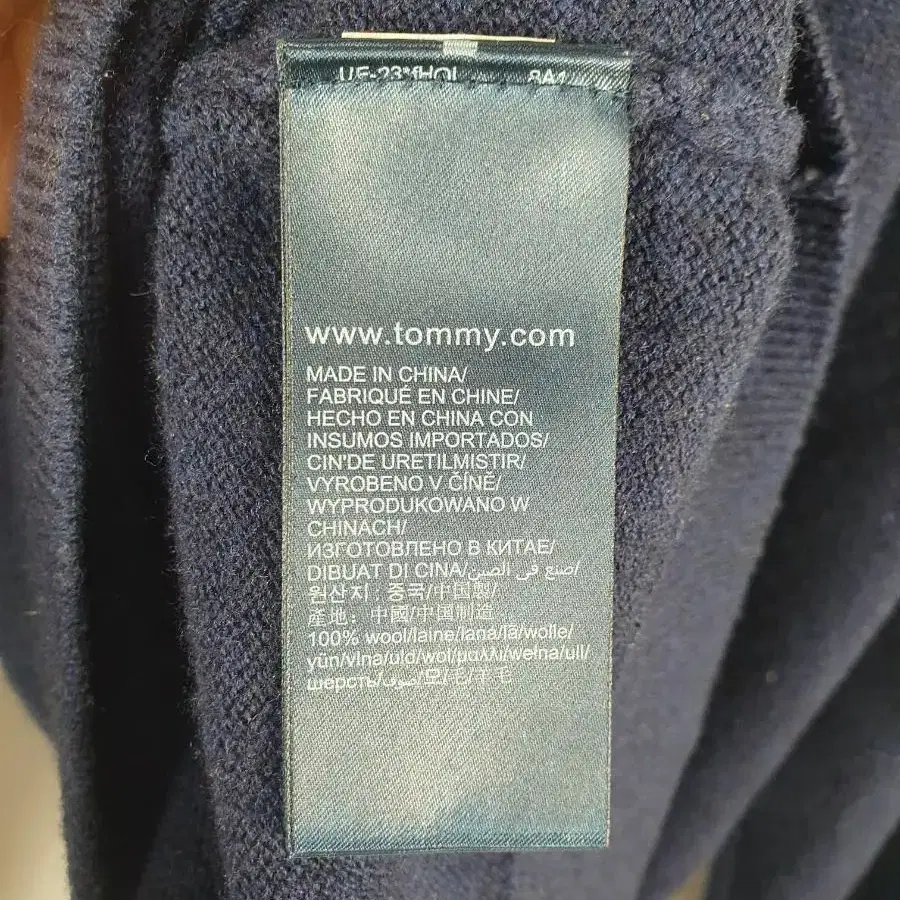 www.tommy.com
MADE IN CHINA/
FABRIQUÉ EN CHINE/
HECHO EN CHINA CON
INSUMOS IMPORTADOS/
CIN'DE URETILMISTIR/
VYROBENO V CÍNÉ/
WYPRODUKOWANO W
CHINACH/
ИЗГОТОВЛЕНО В КИТАЕ/
DIBUAT DI CINA/صنع في الصين/
원산지 : 중국/中国製/
產地：中國/中国制造
100% wool/laine/lana/lã/wolle/
yün/vlna/uld/wol/μαλλι/wełna/ull/
шерсть/صوف/모/毛/羊毛